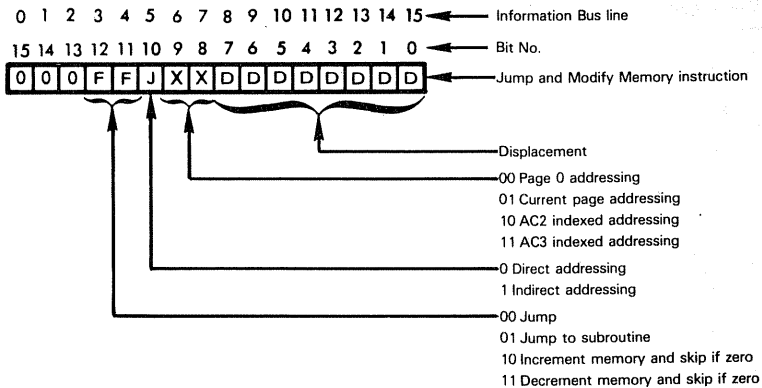 0 1 2 3 4 5 6 7 8 9 10 11 12 13 14 15 Information Bus line
15 14 13 12 11 10 9 8 7 6 5 4 3 2 1 0 Bit No.
0 0 0 F F J X X D D D D D D D D Jump and Modify Memory instruction
Displacement
00 Page 0 addressing
01 Current page addressing
10 AC2 indexed addressing
11 AC3 indexed addressing
0 Direct addressing
1 Indirect addressing
00 Jump
01 Jump to subroutine
10 Increment memory and skip if zero
11 Decrement memory and skip if zero